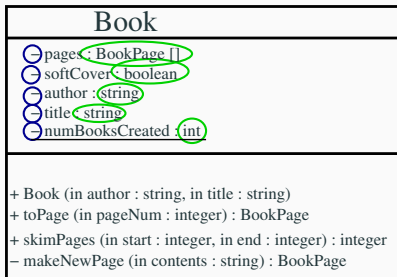 Book
– pages : BookPage []
– softCover : boolean
– author : string
– title : string
– numBooksCreated : int
+ Book (in author : string, in title : string)
+ toPage (in pageNum : integer) : BookPage
+ skimPages (in start : integer, in end : integer) : integer
– makeNewPage (in contents : string) : BookPage